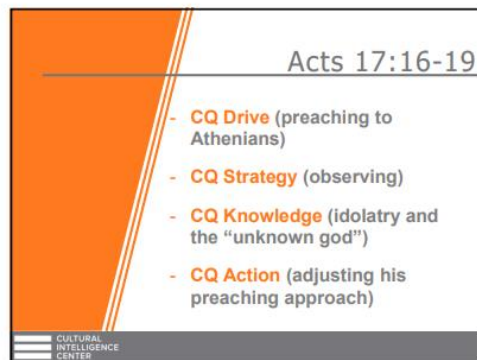 Acts 17:16-19
- CQ Drive (preaching to
Athenians)
- CQ Strategy (observing)
- CQ Knowledge (idolatry and
the “unknown god”)
- CQ Action (adjusting his
preaching approach)
CULTURAL
INTELLIGENCE
CENTER